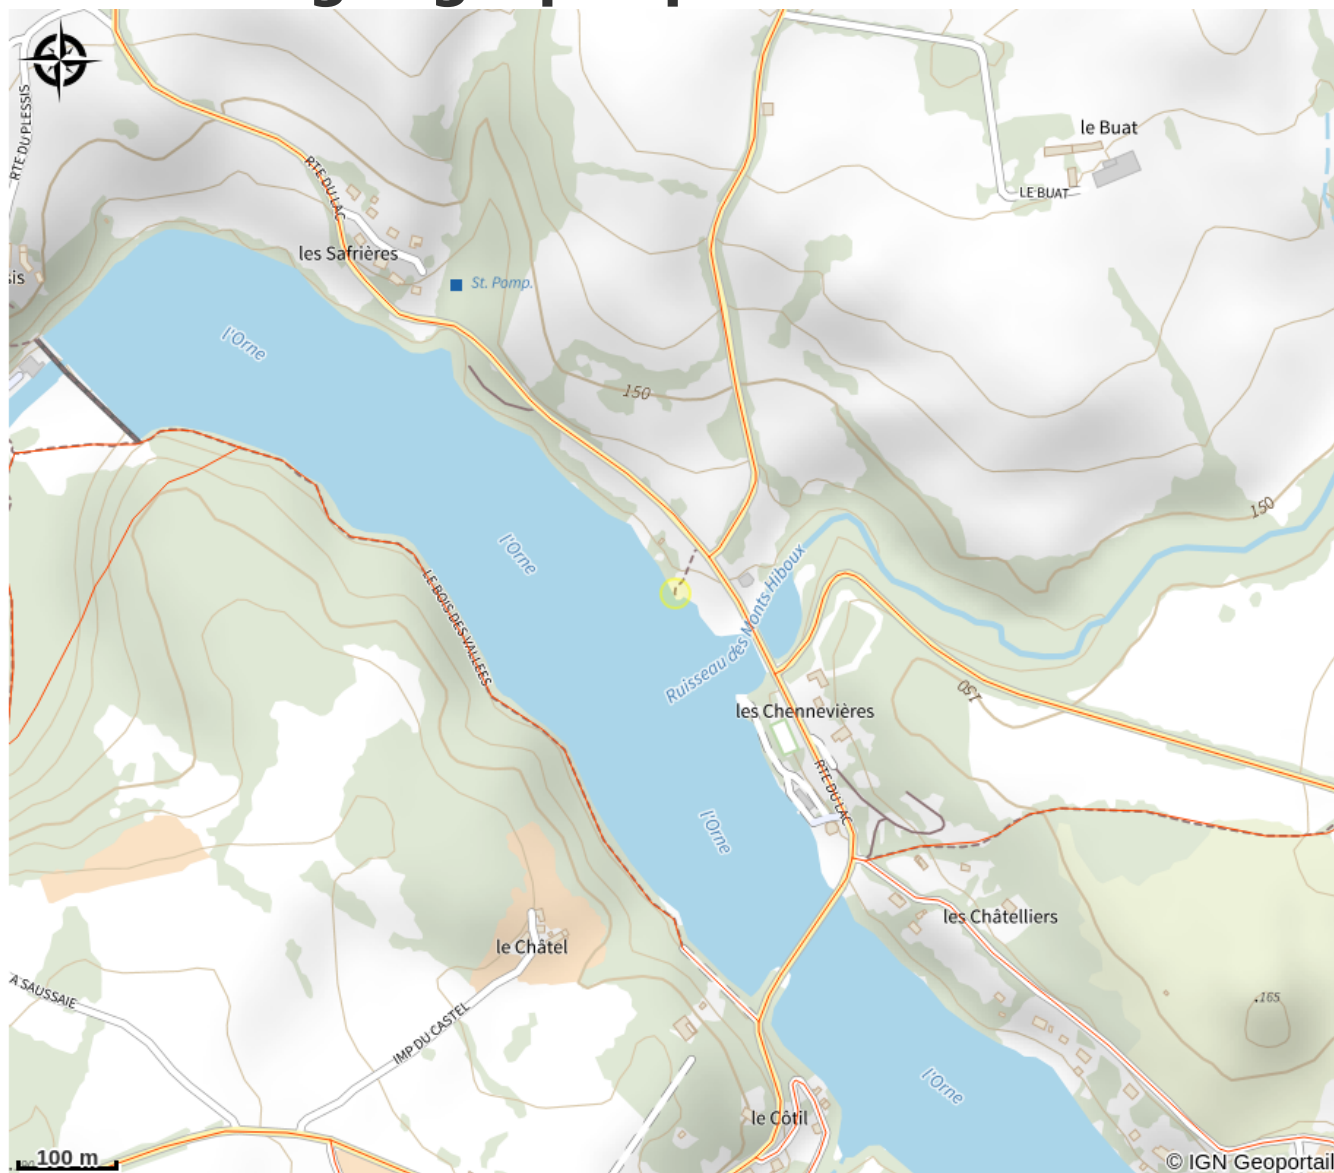 RTE DU PLESSIS
le Buat
LE BUAT
RTE DU LAC
les Safrières
St. Pomp.
sis
l'Orne
150
150
l'Orne
Ruisseau des Monts Hiboux
LE BOIS DES VALLEES
150
les Chennevières
RTE DU LAC
l'Orne
les Châtelliers
le Châtel
A SAUSSAIE
165
IMP DU CASTEL
l'Orne
le Côtil
100 m
© IGN Geoportail